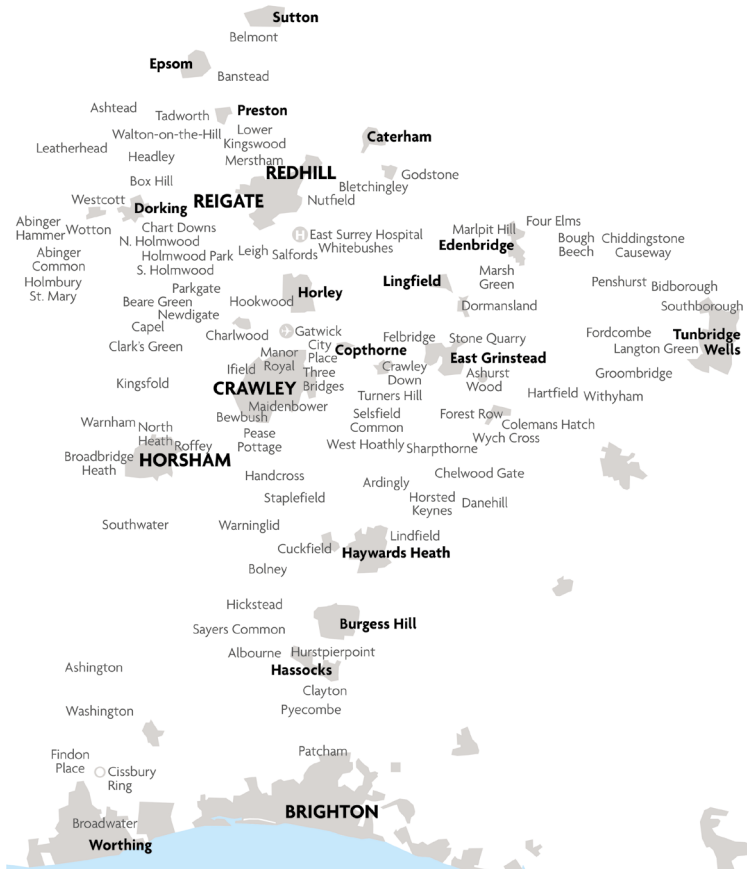 Sutton
Belmont
Epsom
Banstead
Ashtead
Tadworth
Preston
Walton-on-the-Hill
Lower
Kingswood
Caterham
Leatherhead
Headley
Merstham
REDHILL
Godstone
Box Hill
Bletchingley
Westcott
Dorking
REIGATE
Nutfield
Abinger
Hammer
Wotton
Chart Downs
N. Holmwood
H
East Surrey Hospital
Whitebushes
Marlpit Hill
Edenbridge
Four Elms
Bough
Beech
Chiddingstone
Causeway
Abinger
Common
Holmwood Park
Leigh
Salfords
S. Holmwood
Holmbury
St. Mary
Parkgate
Beare Green
Newdigate
Hookwood
Horley
Lingfield
Marsh
Green
Dormansland
Penshurst
Bidborough
Southborough
Capel
Charlwood
Gatwick
Clark's Green
Manor
Royal
City
Place
Copthorne
Felbridge
Stone Quarry
East Grinstead
Fordcombe
Langton Green
Tunbridge
Wells
Ifield
Three
Bridges
Crawley
Down
Ashurst
Wood
Groombridge
Kingsfold
CRAWLEY
Turners Hill
Hartfield
Withyham
Maidenbower
Bewbush
Selsfield
Common
Forest Row
Colemans Hatch
Warnham
North
Heath
Roffey
Pease
Pottage
West Hoathly
Sharpthorne
Wych Cross
Broadbridge
Heath
HORSHAM
Handcross
Ardingly
Chelwood Gate
Staplefield
Horsted
Keynes
Danehill
Southwater
Warninglid
Lindfield
Cuckfield
Haywards Heath
Bolney
Hickstead
Burgess Hill
Sayers Common
Albourne
Hurstpierpoint
Hassocks
Ashington
Clayton
Washington
Pyecombe
Patcham
Findon
Place
Cissbury
Ring
BRIGHTON
Broadwater
Worthing